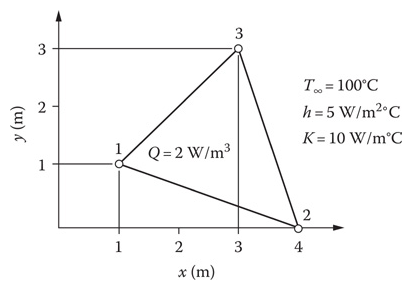 y (m)
3
2
1
1
2
3
4
x (m)
3
1
2
Q = 2 W/m³
T∞ = 100°C
h = 5 W/m²°C
K = 10 W/m°C